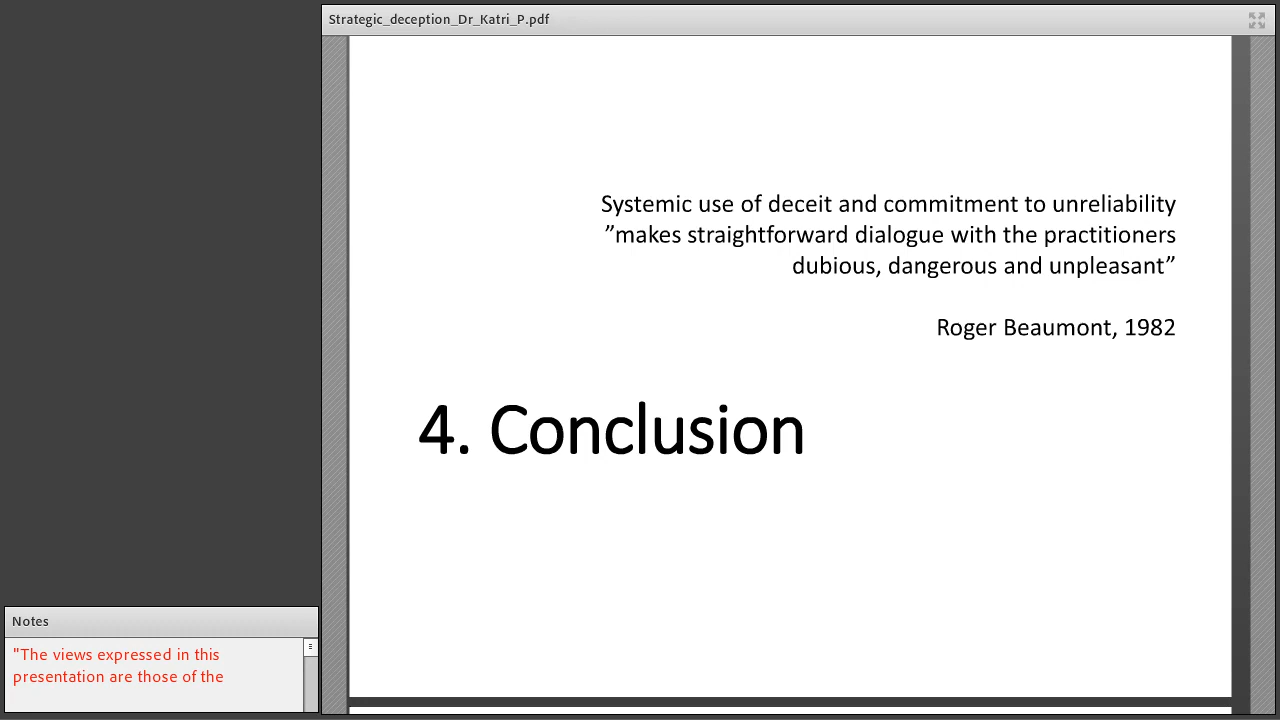 Strategic_deception_Dr_Katri_P.pdf
Systemic use of deceit and commitment to unreliability
”makes straightforward dialogue with the practitioners
dubious, dangerous and unpleasant”
Roger Beaumont, 1982
4. Conclusion
Notes
"The views expressed in this
presentation are those of the